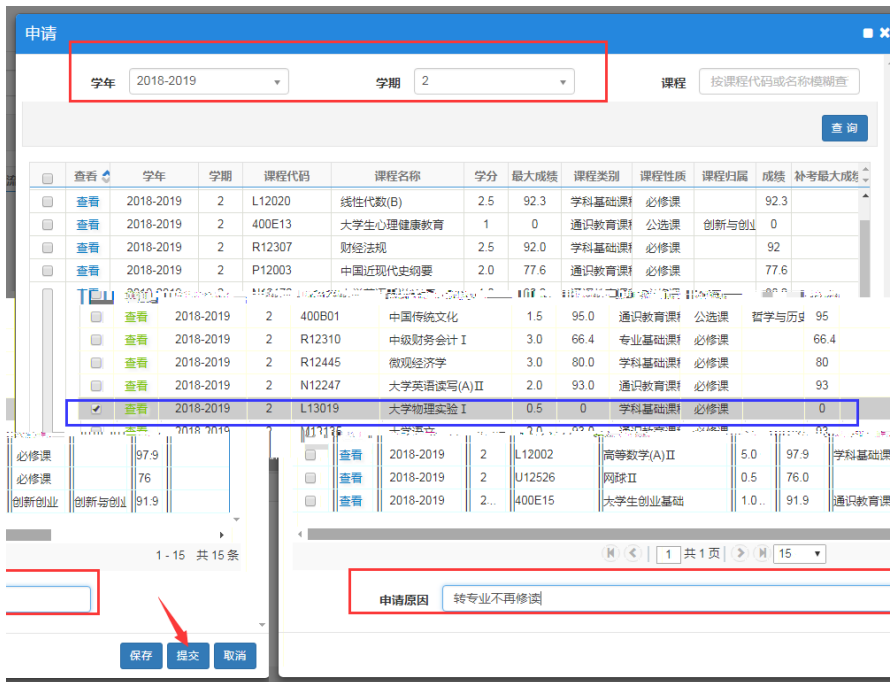 申请
学年 2018-2019 学期 2 课程 按课程代码或名称模糊查
查 询
查看 学年 学期 课程代码 课程名称 学分 最大成绩 课程类别 课程性质 课程归属 成绩 补考最大成绩
查看 2018-2019 2 L12020 线性代数(B) 2.5 92.3 学科基础课程 必修课 92.3
查看 2018-2019 2 400E13 大学生心理健康教育 1 0 通识教育课 公选课 创新与创业 0
查看 2018-2019 2 R12307 财经法规 2.5 92.0 学科基础课程 必修课 92
查看 2018-2019 2 P12003 中国近现代史纲要 2.0 77.6 通识教育课 必修课 77.6
查看 2018-2019 2 400B01 中国传统文化 1.5 95.0 通识教育课程 公选课 哲学与历史 95
查看 2018-2019 2 R12310 中级财务会计Ⅰ 3.0 66.4 专业基础课 必修课 66.4
查看 2018-2019 2 R12445 微观经济学 3.0 80.0 学科基础课 必修课 80
查看 2018-2019 2 N12247 大学英语读写(A)Ⅱ 2.0 93.0 通识教育课 必修课 93
查看 2018-2019 2 L13019 大学物理实验Ⅰ 0.5 0 学科基础课程 必修课 0
必修课 97.9 查看 2018-2019 2 L12002 高等数学(A)Ⅱ 5.0 97.9 学科基础课
必修课 76 查看 2018-2019 2 U12526 网球Ⅱ 0.5 76.0
创新创业 创新与创业 91.9 查看 2018-2019 2... 400E15 大学生创业基础 1.0... 91.9 通识教育课
1 - 15 共 15 条 1 共 1 页 15
申请原因 转专业不再修读
保存 提交 取消